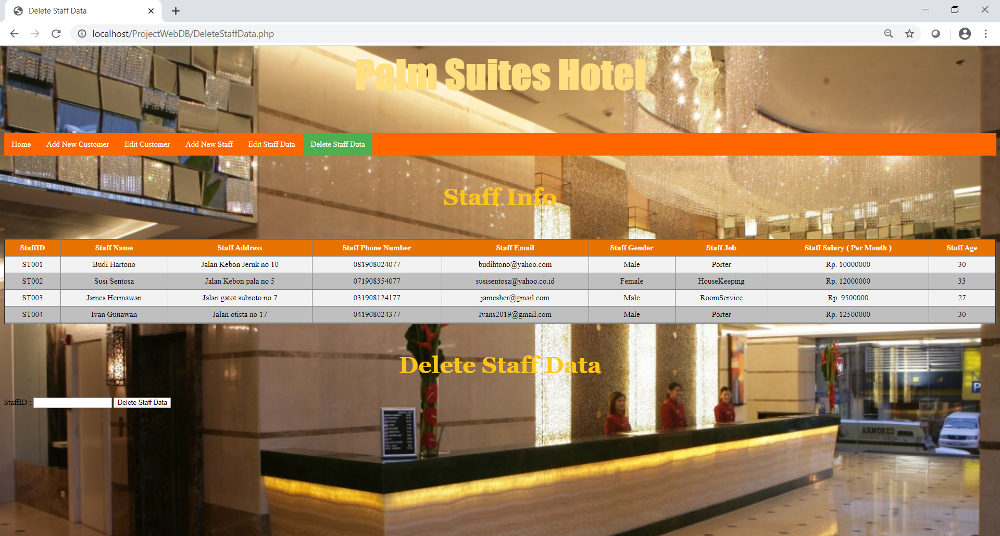 Delete Staff Data
localhost/ProjectWebDB/DeleteStaffData.php
Palm Suites Hotel
Home Add New Customer Edit Customer Add New Staff Edit Staff Data Delete Staff Data
Staff Info
StaffID Staff Name Staff Address Staff Phone Number Staff Email Staff Gender Staff Job Staff Salary ( Per Month ) Staff Age
ST001 Budi Hartono Jalan Kebon Jeruk no 10 081908024077 budihtono@yahoo.com Male Porter Rp. 10000000 30
ST002 Susi Sentosa Jalan Kebon pala no 5 071908354077 susisentosa@yahoo.co.id Female HouseKeeping Rp. 12000000 33
ST003 James Hermawan Jalan gatot subroto no 7 031908124177 jamesher@gmail.com Male RoomService Rp. 9500000 27
ST004 Ivan Gunawan Jalan otista no 17 041908024377 Ivans2019@gmail.com Male Porter Rp. 12500000 30
Delete Staff Data
StaffID : Delete Staff Data
ARMORED